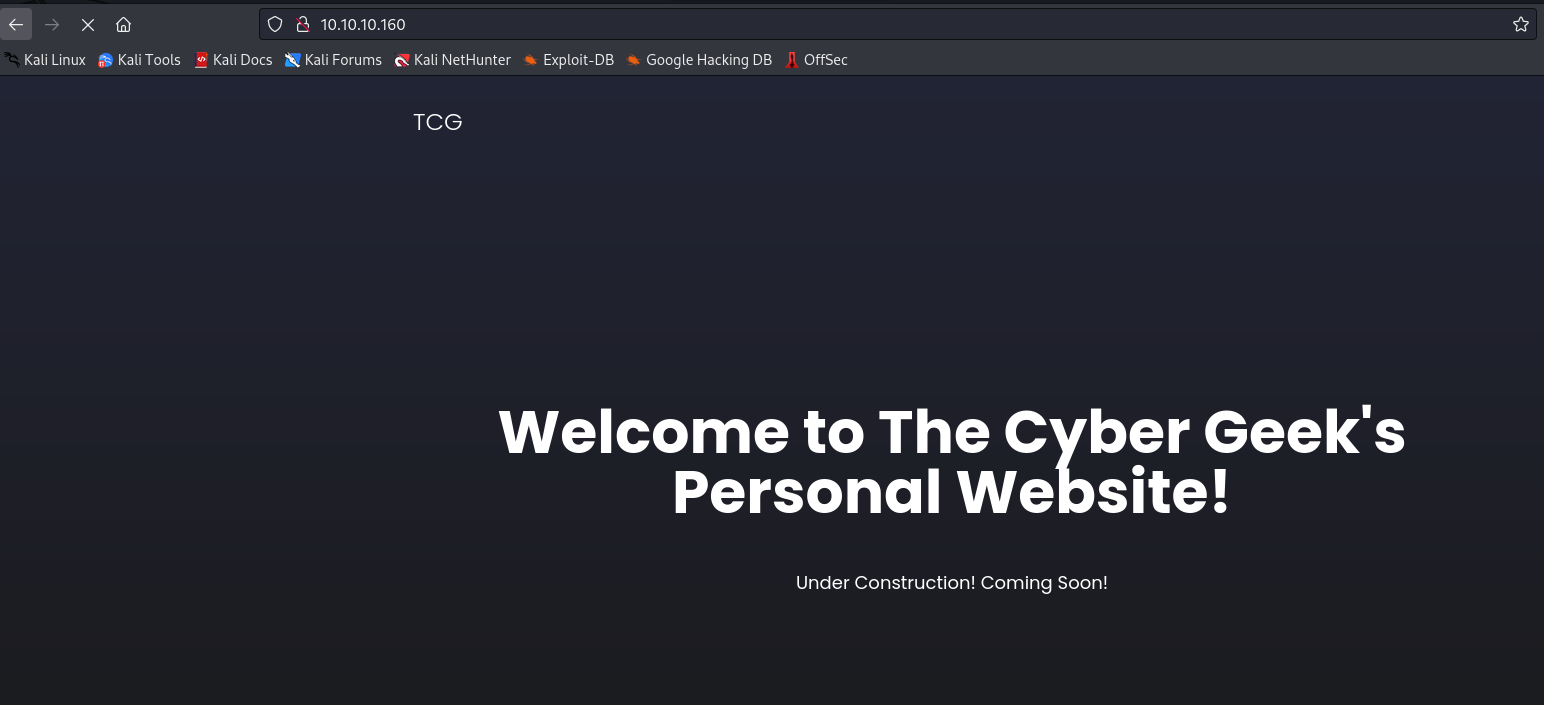 10.10.10.160
Kali Linux Kali Tools Kali Docs Kali Forums Kali NetHunter Exploit-DB Google Hacking DB OffSec
TCG
Welcome to The Cyber Geek's
Personal Website!
Under Construction! Coming Soon!